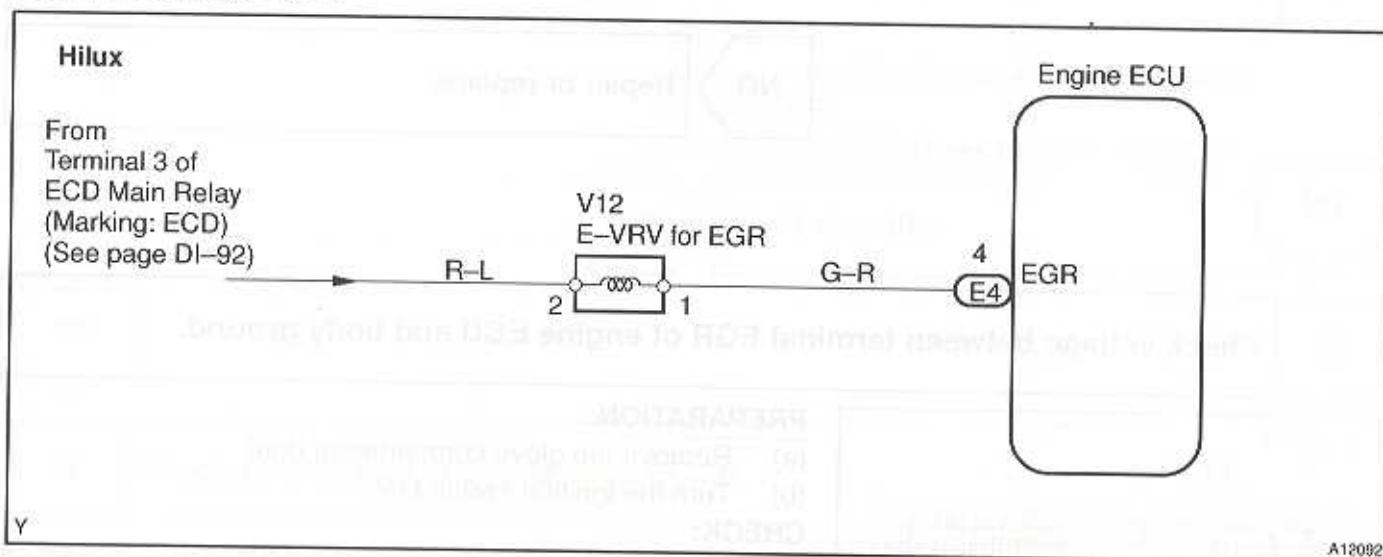 Hilux
Engine ECU
From
Terminal 3 of
ECD Main Relay
(Marking: ECD)
(See page DI–92)
V12
E–VRV for EGR
R–L
2
1
G–R
4
E4
EGR
NO
Repair or replace
Check voltage between terminal EGR of engine ECU and body ground.
PREPARATION:
(a) Remove the glove compartment door.
(b) Turn the ignition switch ON.
CHECK:
Y
A12092